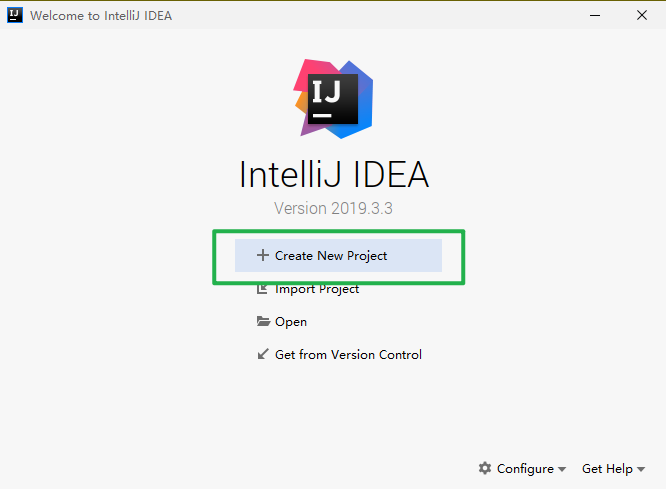 IJ Welcome to IntelliJ IDEA
IJ
IntelliJ IDEA
Version 2019.3.3
Create New Project
Import Project
Open
Get from Version Control
Configure Get Help